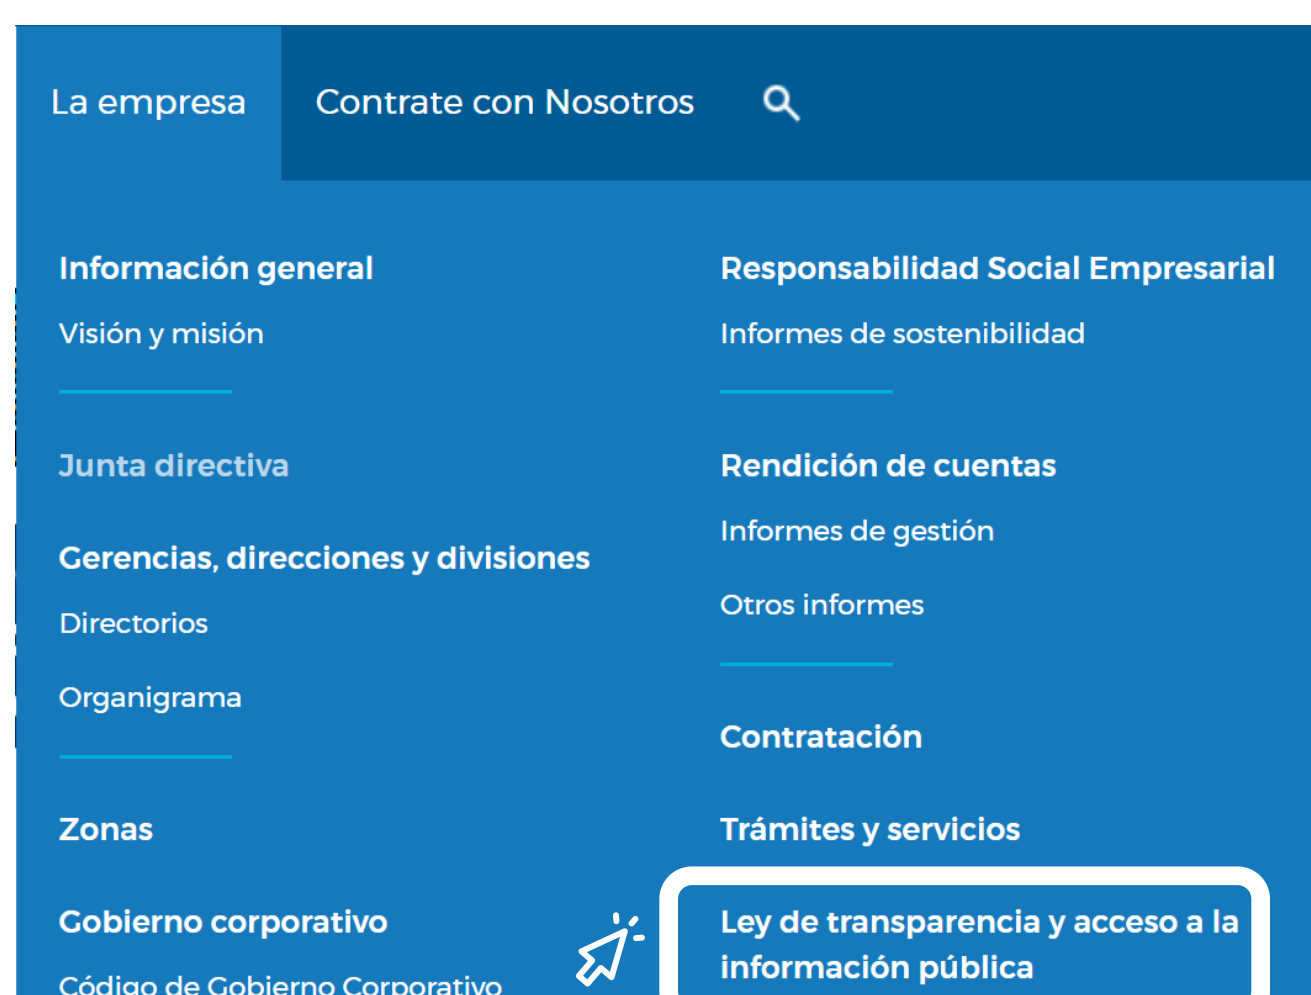 La empresa
Contrate con Nosotros
Información general
Visión y misión
Junta directiva
Gerencias, direcciones y divisiones
Directorios
Organigrama
Zonas
Gobierno corporativo
Código de Gobierno Corporativo
Responsabilidad Social Empresarial
Informes de sostenibilidad
Rendición de cuentas
Informes de gestión
Otros informes
Contratación
Trámites y servicios
Ley de transparencia y acceso a la
información pública